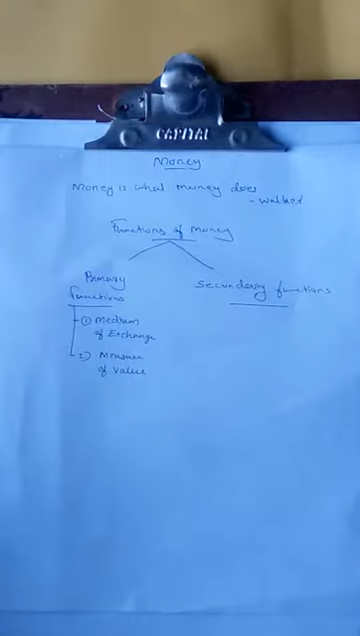 CAPITAL
Money
Money is what money does
- Walker
Functions of Money
Primary
functions
Secondary functions
① Medium
of Exchange
2) Measure
of Value